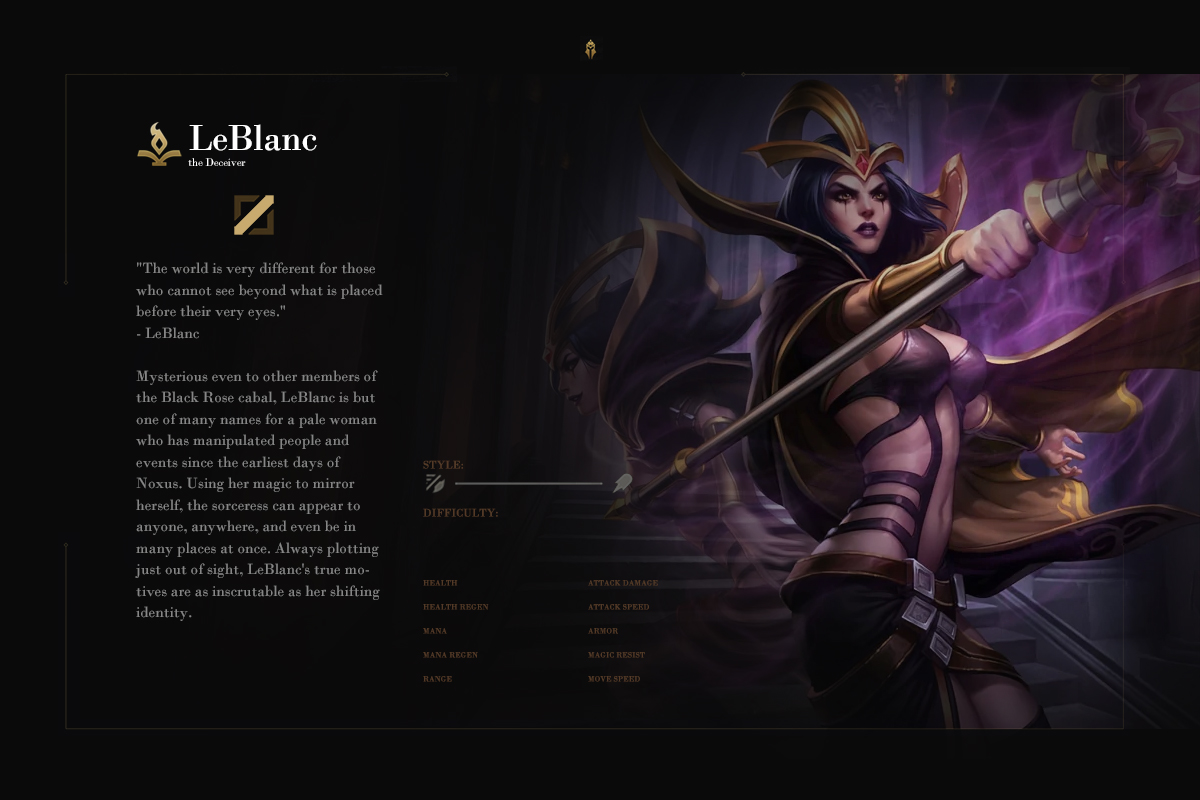 LeBlanc
the Deceiver
"The world is very different for those
who cannot see beyond what is placed
before their very eyes."
- LeBlanc
Mysterious even to other members of
the Black Rose cabal, LeBlanc is but
one of many names for a pale woman
who has manipulated people and
events since the earliest days of
Noxus. Using her magic to mirror
herself, the sorceress can appear to
anyone, anywhere, and even be in
many places at once. Always plotting
just out of sight, LeBlanc's true mo-
tives are as inscrutable as her shifting
identity.
STYLE:
DIFFICULTY:
HEALTH
HEALTH REGEN
MANA
MANA REGEN
RANGE
ATTACK DAMAGE
ATTACK SPEED
ARMOR
MAGIC RESIST
MOVE SPEED